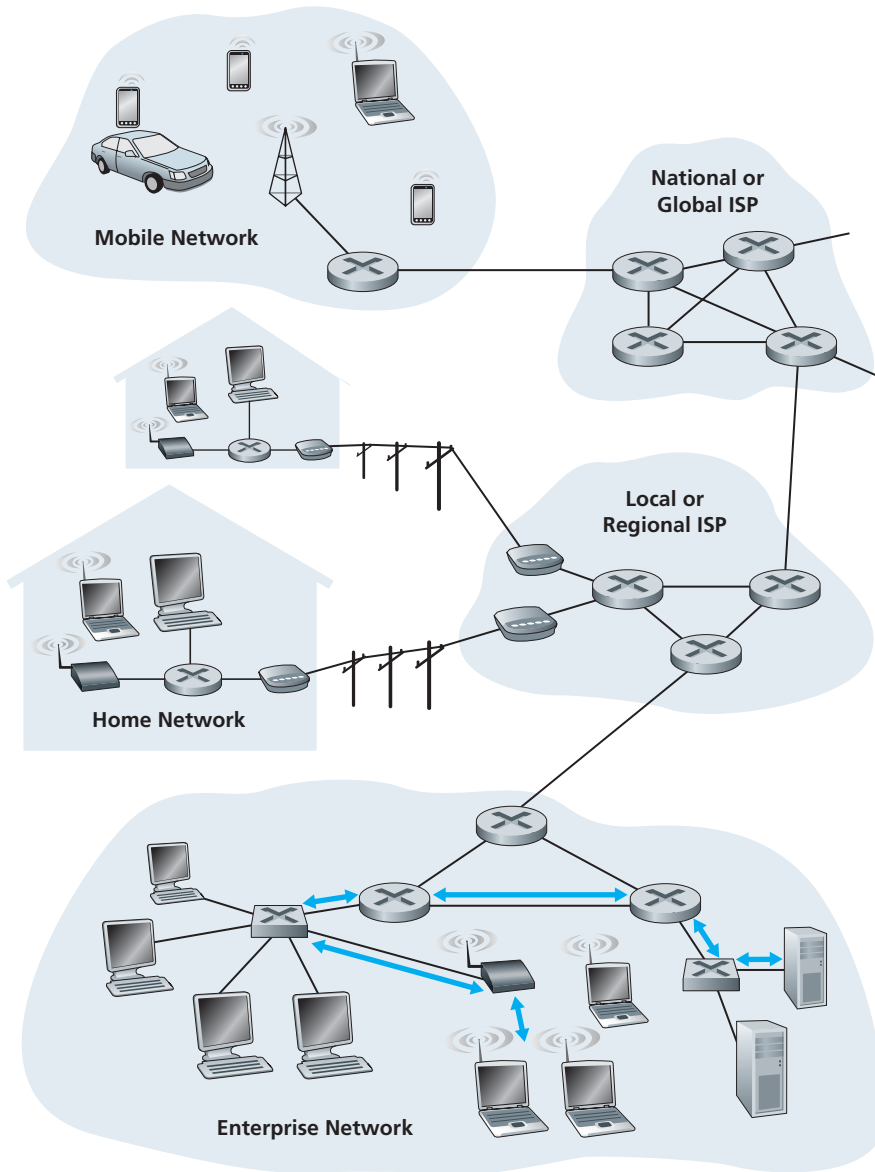 National or
Global ISP
Mobile Network
Local or
Regional ISP
Home Network
Enterprise Network